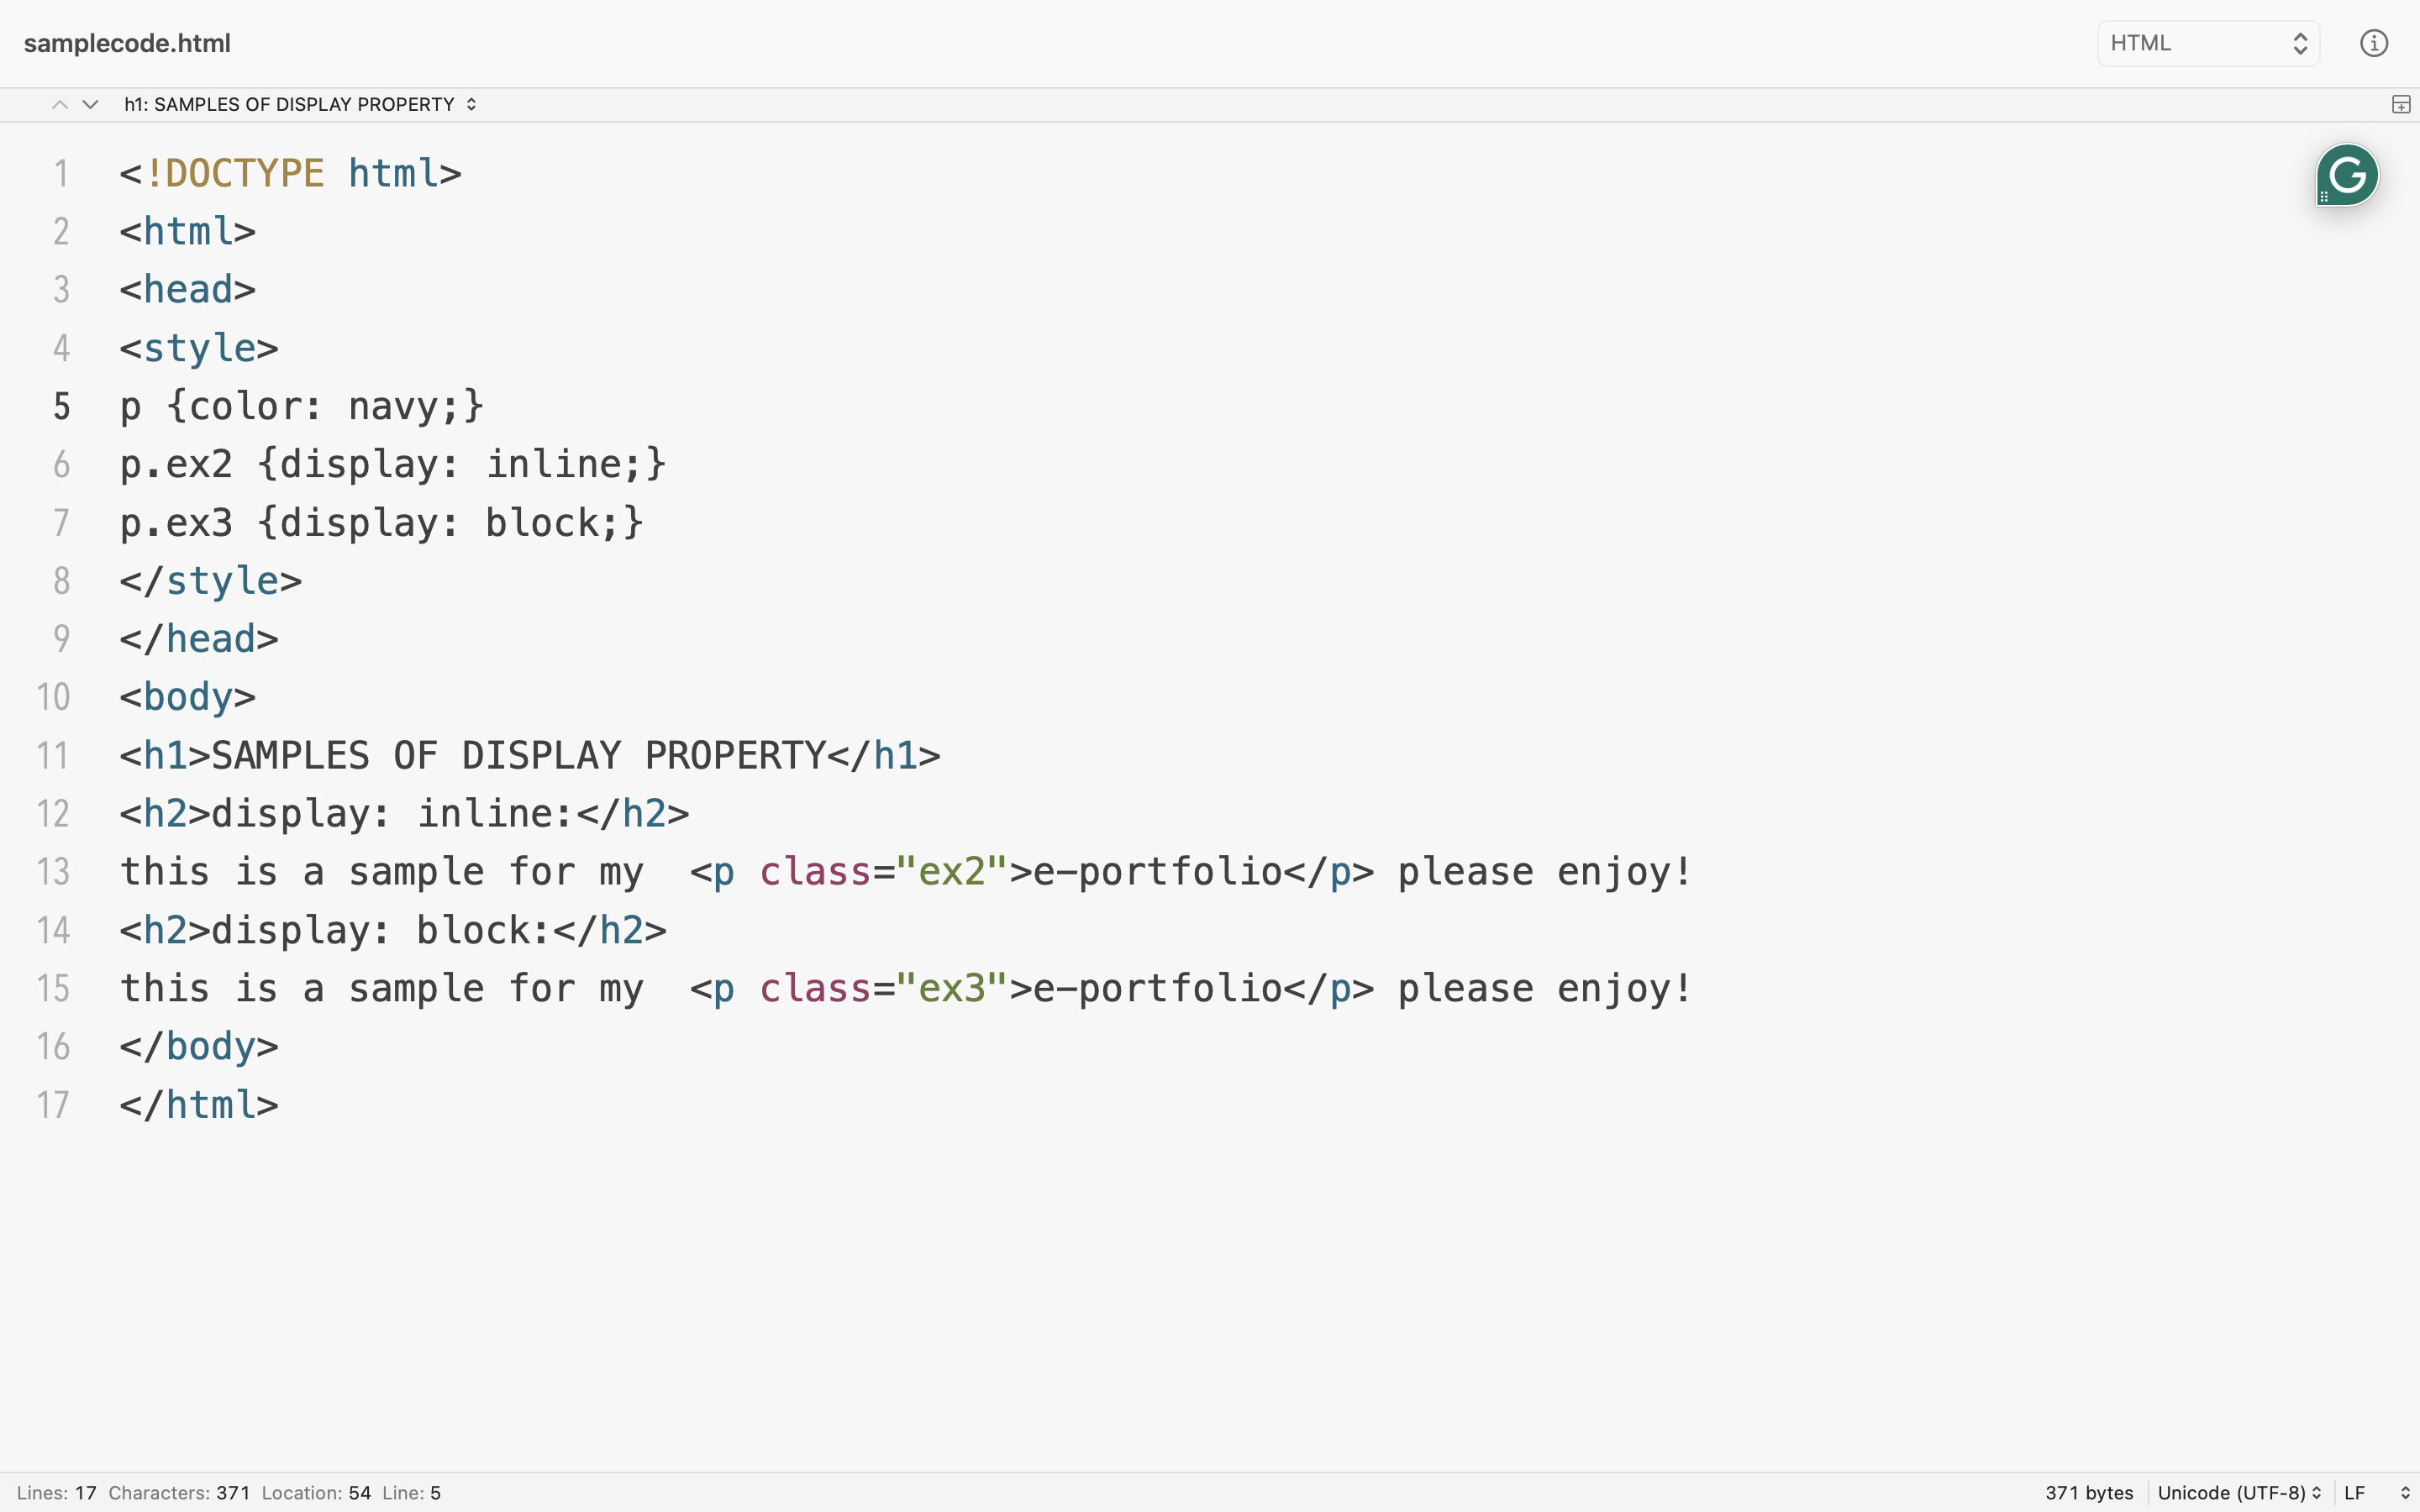 samplecode.html
HTML
h1: SAMPLES OF DISPLAY PROPERTY
1 <!DOCTYPE html>
2 <html>
3 <head>
4 <style>
5 p {color: navy;}
6 p.ex2 {display: inline;}
7 p.ex3 {display: block;}
8 </style>
9 </head>
10 <body>
11 <h1>SAMPLES OF DISPLAY PROPERTY</h1>
12 <h2>display: inline:</h2>
13 this is a sample for my  <p class="ex2">e-portfolio</p> please enjoy!
14 <h2>display: block:</h2>
15 this is a sample for my  <p class="ex3">e-portfolio</p> please enjoy!
16 </body>
17 </html>
Lines: 17 Characters: 371 Location: 54 Line: 5
371 bytes Unicode (UTF-8) LF